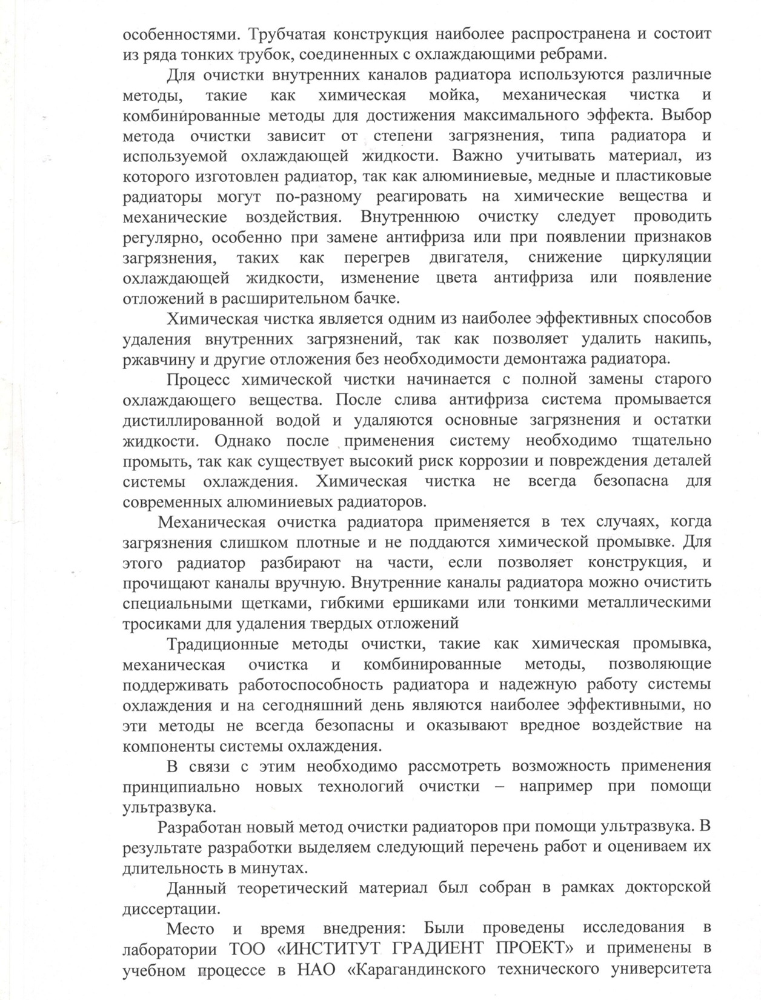 особенностями. Трубчатая конструкция наиболее распространена и состоит
из ряда тонких трубок, соединенных с охлаждающими ребрами.
Для очистки внутренних каналов радиатора используются различные
методы, такие как химическая мойка, механическая чистка и
комбинированные методы для достижения максимального эффекта. Выбор
метода очистки зависит от степени загрязнения, типа радиатора и
используемой охлаждающей жидкости. Важно учитывать материал, из
которого изготовлен радиатор, так как алюминиевые, медные и пластиковые
радиаторы могут по-разному реагировать на химические вещества и
механические воздействия. Внутреннюю очистку следует проводить
регулярно, особенно при замене антифриза или при появлении признаков
загрязнения, таких как перегрев двигателя, снижение циркуляции
охлаждающей жидкости, изменение цвета антифриза или появление
отложений в расширительном бачке.
Химическая чистка является одним из наиболее эффективных способов
удаления внутренних загрязнений, так как позволяет удалить накипь,
ржавчину и другие отложения без необходимости демонтажа радиатора.
Процесс химической чистки начинается с полной замены старого
охлаждающего вещества. После слива антифриза система промывается
дистиллированной водой и удаляются основные загрязнения и остатки
жидкости. Однако после применения систему необходимо тщательно
промыть, так как существует высокий риск коррозии и повреждения деталей
системы охлаждения. Химическая чистка не всегда безопасна для
современных алюминиевых радиаторов.
Механическая очистка радиатора применяется в тех случаях, когда
загрязнения слишком плотные и не поддаются химической промывке. Для
этого радиатор разбирают на части, если позволяет конструкция, и
прочищают каналы вручную. Внутренние каналы радиатора можно очистить
специальными щетками, гибкими ершиками или тонкими металлическими
тросиками для удаления твердых отложений
Традиционные методы очистки, такие как химическая промывка,
механическая очистка и комбинированные методы, позволяющие
поддерживать работоспособность радиатора и надежную работу системы
охлаждения и на сегодняшний день являются наиболее эффективными, но
эти методы не всегда безопасны и оказывают вредное воздействие на
компоненты системы охлаждения.
В связи с этим необходимо рассмотреть возможность применения
принципиально новых технологий очистки – например при помощи
ультразвука.
Разработан новый метод очистки радиаторов при помощи ультразвука. В
результате разработки выделяем следующий перечень работ и оцениваем их
длительность в минутах.
Данный теоретический материал был собран в рамках докторской
диссертации.
Место и время внедрения: Были проведены исследования в
лаборатории ТОО «ИНСТИТУТ ГРАДИЕНТ ПРОЕКТ» и применены в
учебном процессе в НАО «Карагандинского технического университета